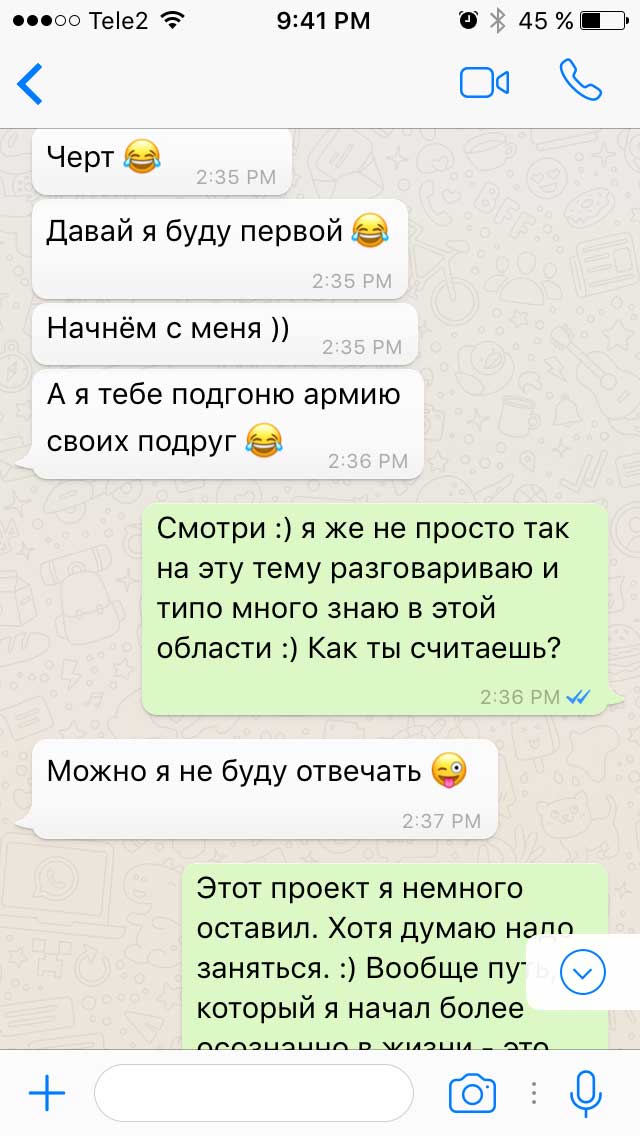 Tele2 9:41 PM 45 %
Черт 😂
2:35 PM
Давай я буду первой 😂
2:35 PM
Начнём с меня ))
2:35 PM
А я тебе подгоню армию
своих подруг 😂
2:36 PM
Смотри :) я же не просто так
на эту тему разговариваю и
типо много знаю в этой
области :) Как ты считаешь?
2:36 PM
Можно я не буду отвечать 😜
2:37 PM
Этот проект я немного
оставил. Хотя думаю надо
заняться. :) Вообще путь,
который я начал более
осознанно в жизни - это